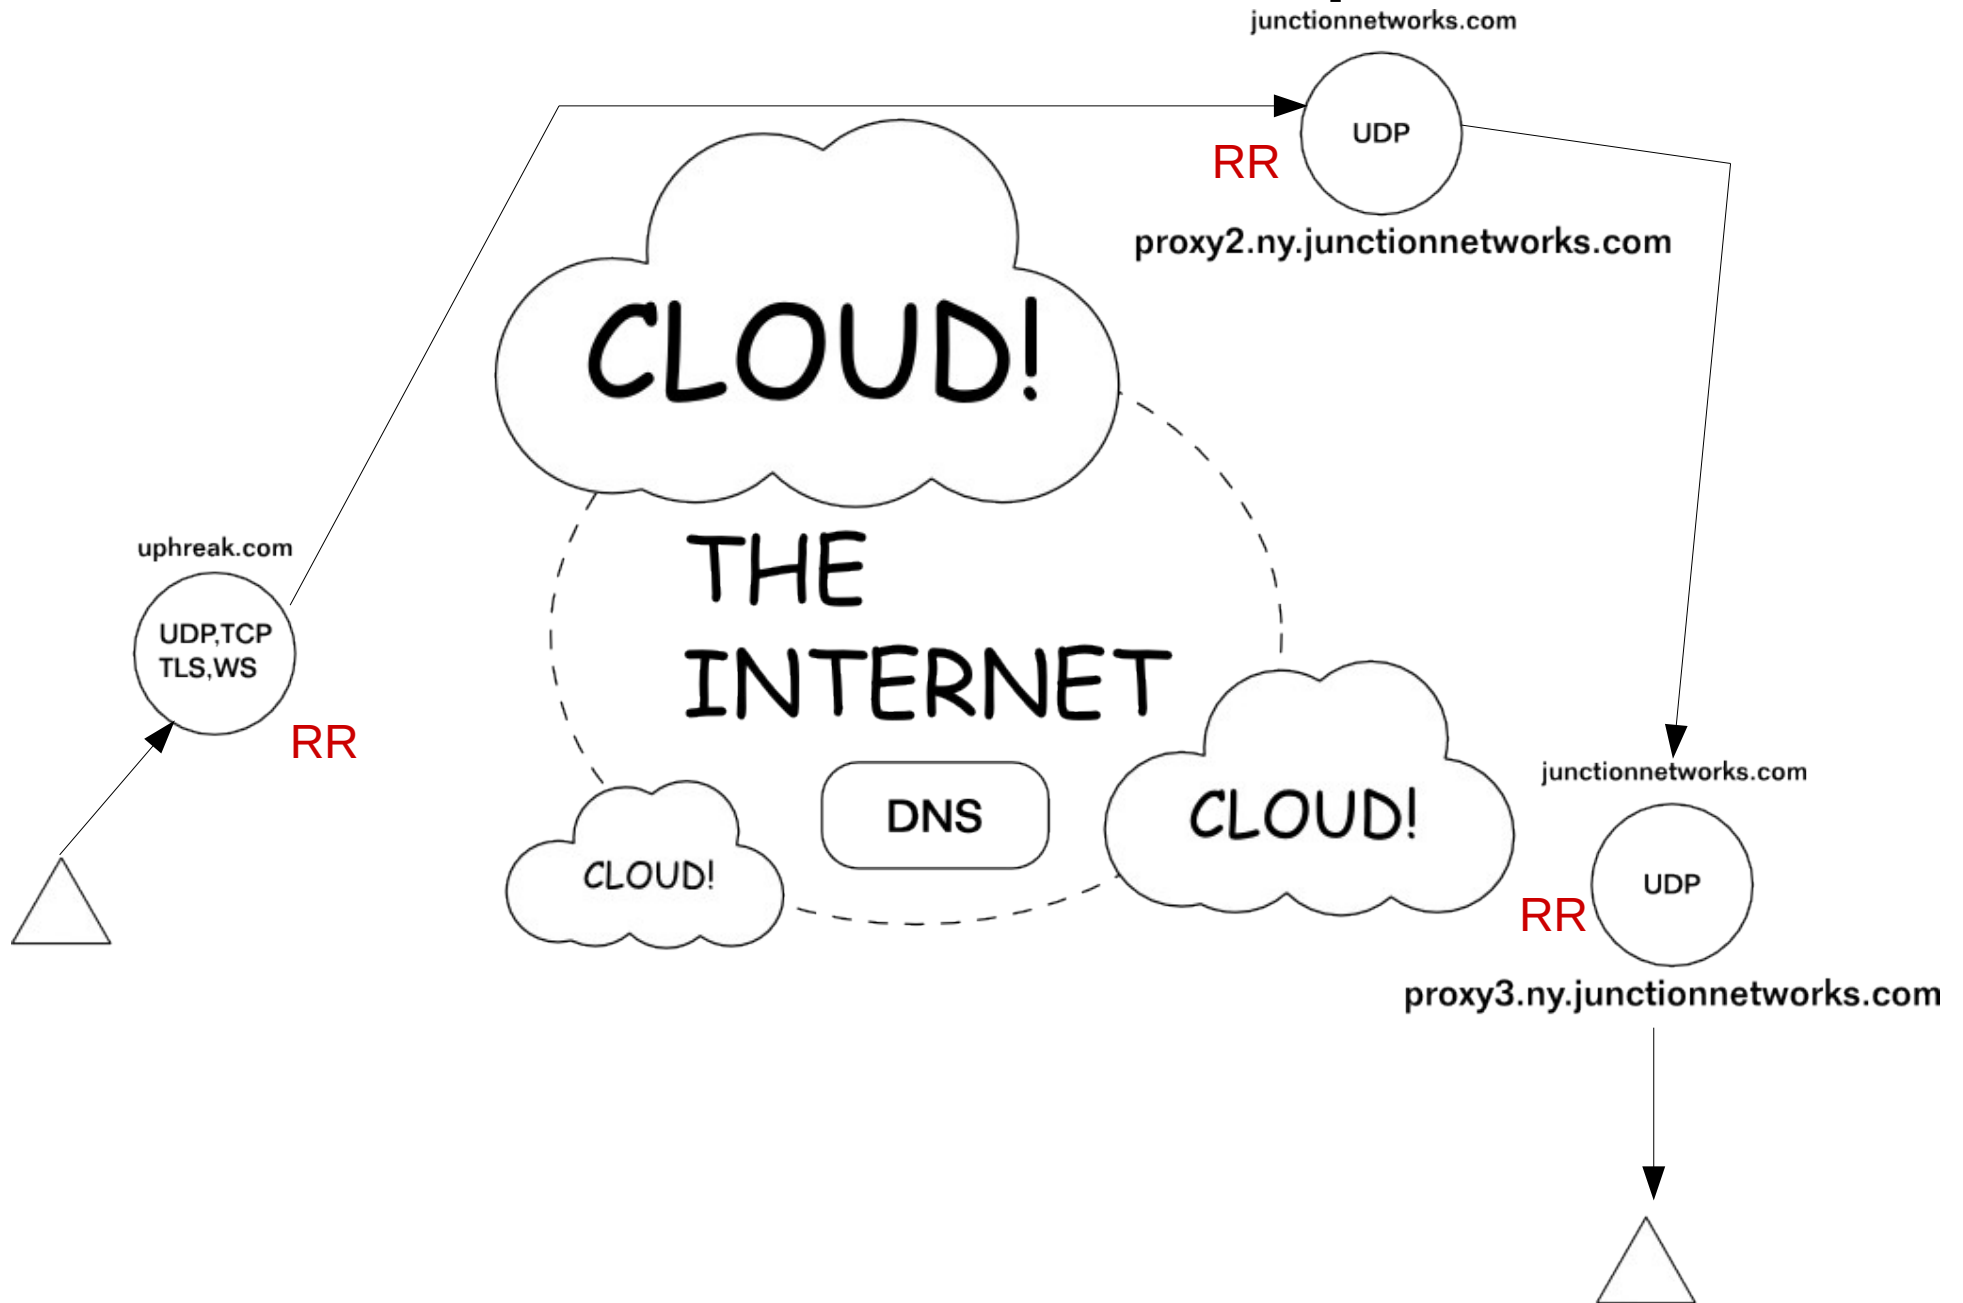 junctionnetworks.com
UDP
RR
proxy2.ny.junctionnetworks.com
CLOUD!
uphreak.com
UDP,TCP
TLS,WS
RR
THE
INTERNET
DNS
CLOUD!
CLOUD!
junctionnetworks.com
UDP
RR
proxy3.ny.junctionnetworks.com